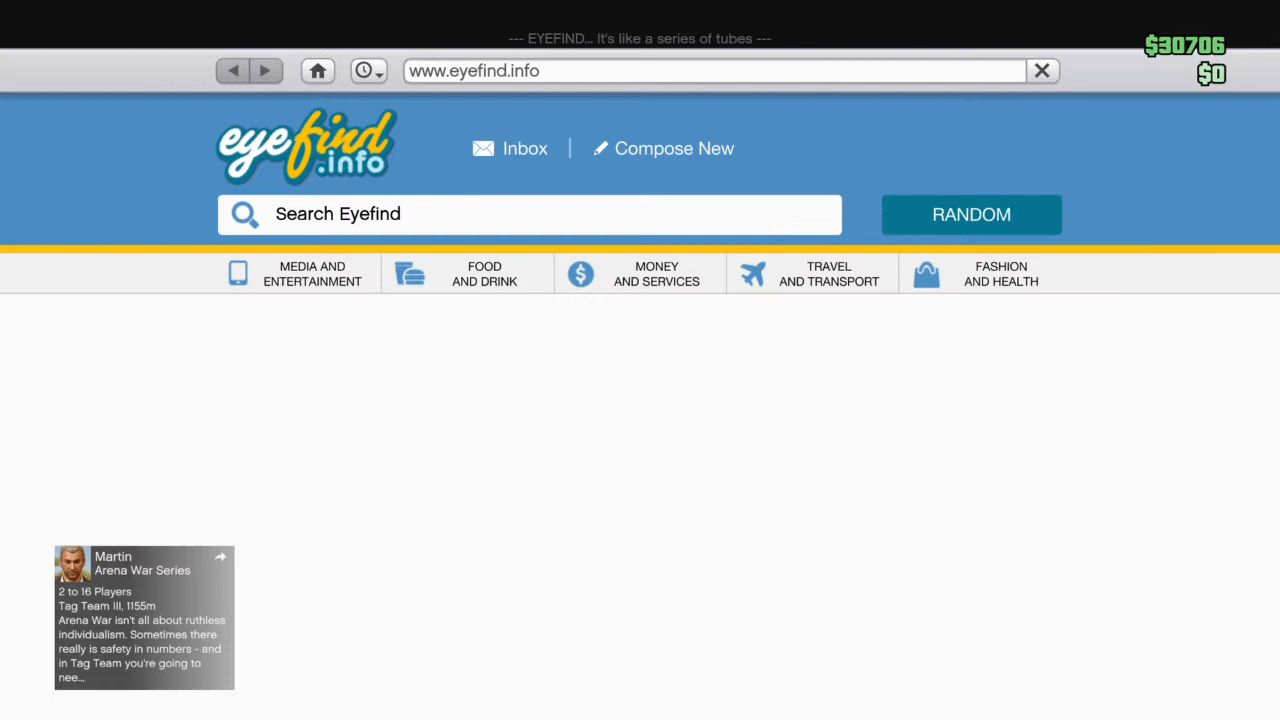 --- EYEFIND... It's like a series of tubes ---
$30706
$0
www.eyefind.info
eyefind
.info
Inbox
Compose New
Search Eyefind
RANDOM
MEDIA AND
ENTERTAINMENT
FOOD
AND DRINK
MONEY
AND SERVICES
TRAVEL
AND TRANSPORT
FASHION
AND HEALTH
Martin
Arena War Series
2 to 16 Players
Tag Team III, 1155m
Arena War isn't all about ruthless
individualism. Sometimes there
really is safety in numbers - and
in Tag Team you're going to
nee...